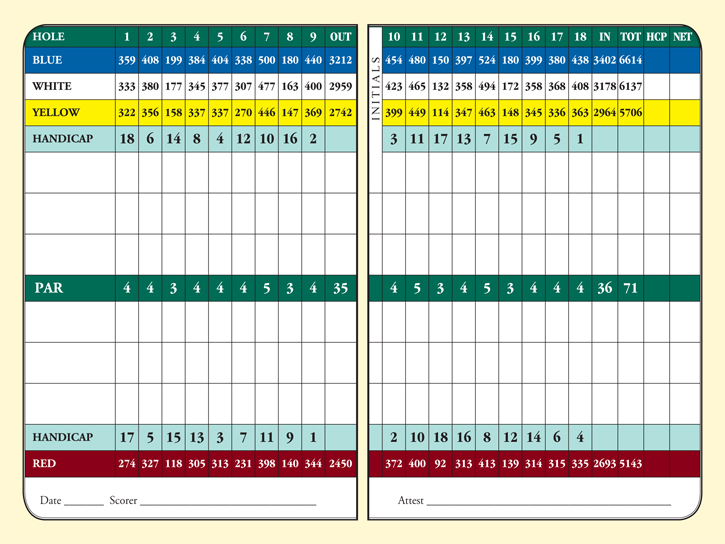 HOLE 1 2 3 4 5 6 7 8 9 OUT
BLUE 359 408 199 384 404 338 500 180 440 3212
WHITE 333 380 177 345 377 307 477 163 400 2959
YELLOW 322 356 158 337 337 270 446 147 369 2742
HANDICAP 18 6 14 8 4 12 10 16 2
PAR 4 4 3 4 4 4 5 3 4 35
HANDICAP 17 5 15 13 3 7 11 9 1
RED 274 327 118 305 313 231 398 140 344 2450
Date ________ Scorer ________________________________
INITIALS
10 11 12 13 14 15 16 17 18 IN TOT HCP NET
454 480 150 397 524 180 399 380 438 3402 6614
423 465 132 358 494 172 358 368 408 3178 6137
399 449 114 347 463 148 345 336 363 2964 5706
3 11 17 13 7 15 9 5 1
4 5 3 4 5 3 4 4 4 36 71
2 10 18 16 8 12 14 6 4
372 400 92 313 413 139 314 315 335 2693 5143
Attest ________________________________________